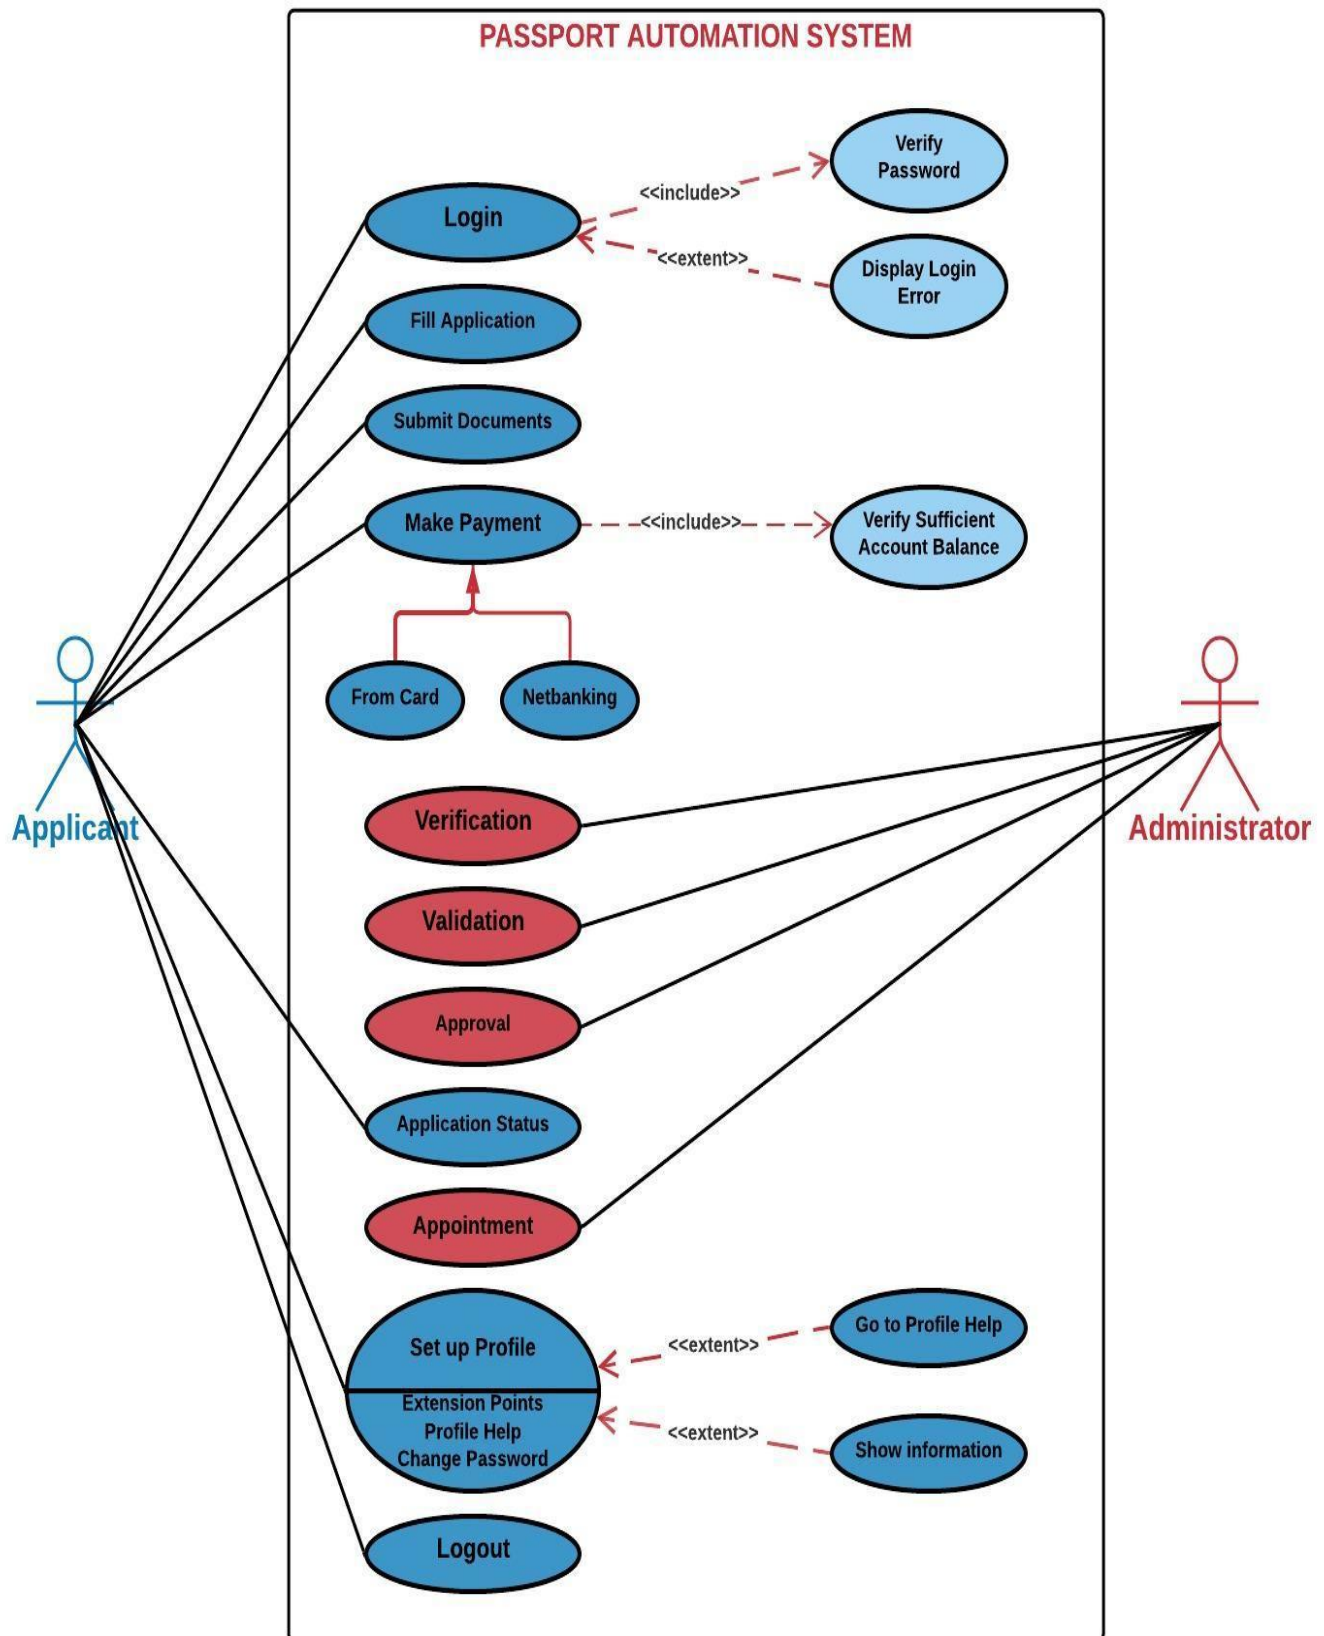 PASSPORT AUTOMATION SYSTEM
Verify
Password
<<include>>
Login
<<extent>>
Display Login
Error
Fill Application
Submit Documents
Make Payment
<<include>>
Verify Sufficient
Account Balance
From Card
Netbanking
Applicant
Administrator
Verification
Validation
Approval
Application Status
Appointment
Set up Profile
Extension Points
Profile Help
Change Password
<<extent>>
Go to Profile Help
<<extent>>
Show information
Logout